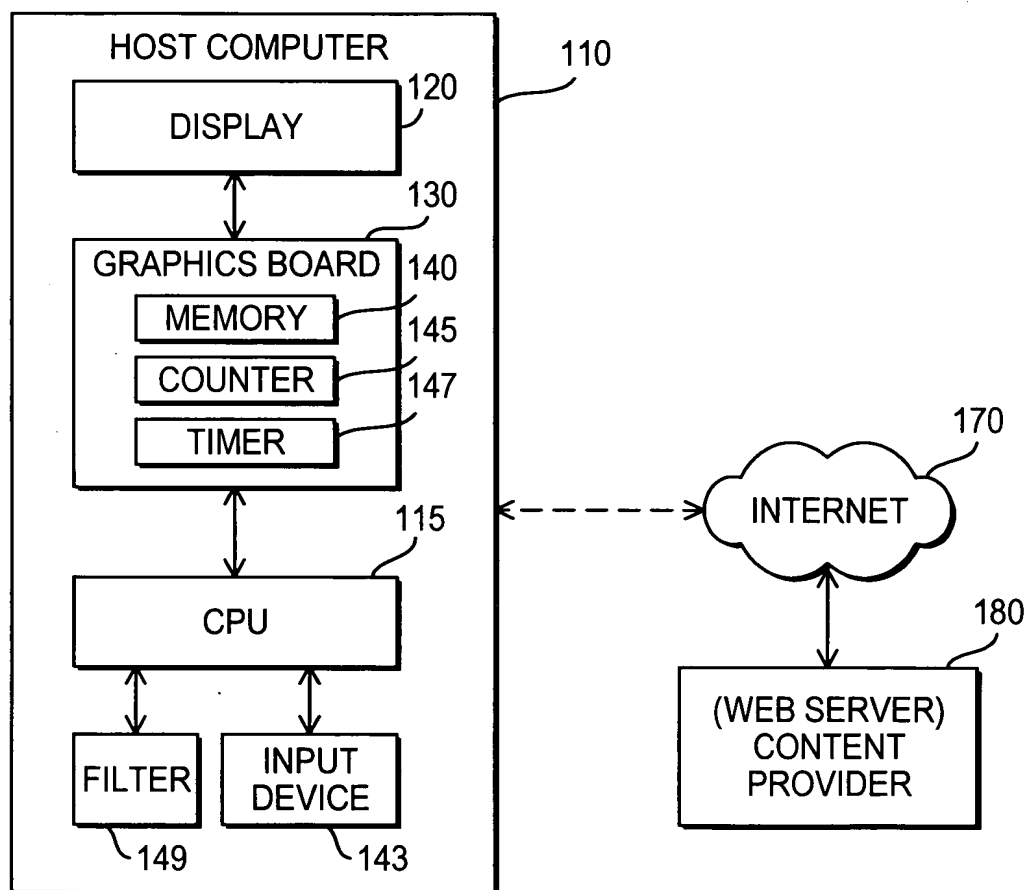 HOST COMPUTER
110
120
DISPLAY
130
GRAPHICS BOARD
140
MEMORY
145
COUNTER
147
TIMER
170
INTERNET
115
CPU
180
(WEB SERVER)
CONTENT
PROVIDER
FILTER
INPUT
DEVICE
149
143